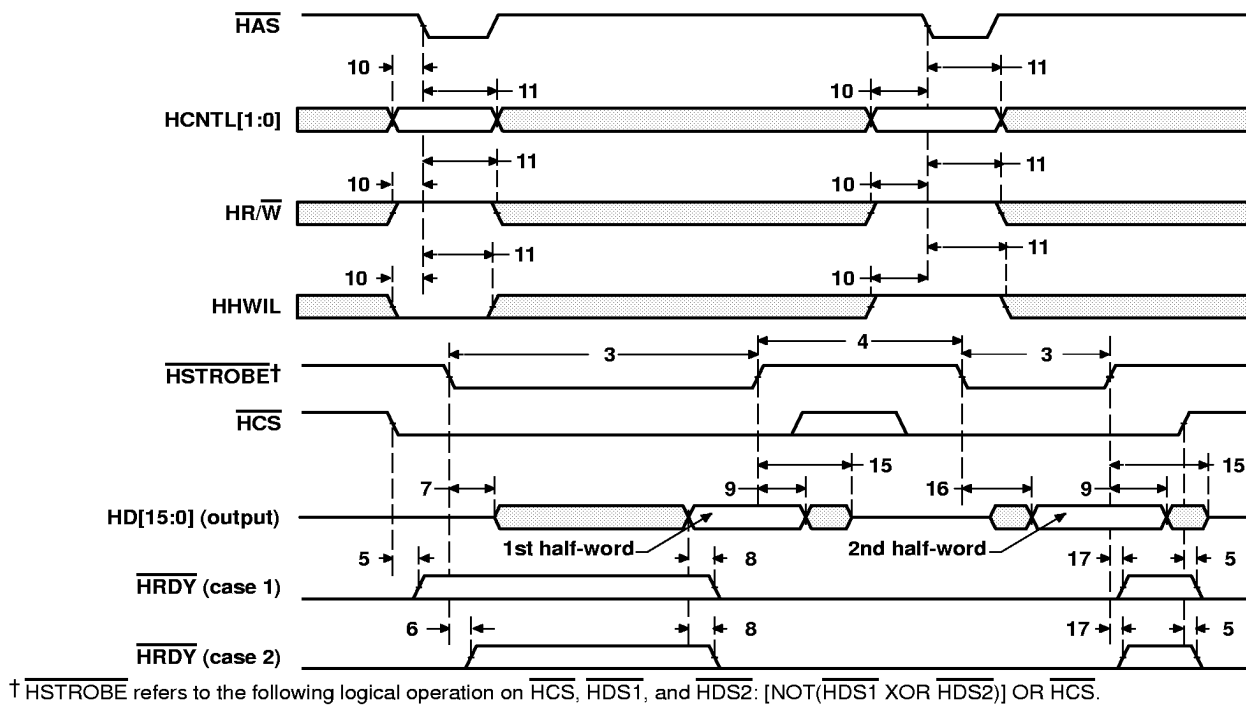 HAS
10
11
10
11
HCNTL[1:0]
10
11
10
11
HR/W
10
11
10
11
HHWIL
3
4
3
HSTROBE†
HCS
15
15
7
9
16
9
HD[15:0] (output)
1st half-word
2nd half-word
5
8
17
5
HRDY (case 1)
6
8
17
5
HRDY (case 2)
† HSTROBE refers to the following logical operation on HCS, HDS1, and HDS2: [NOT(HDS1 XOR HDS2)] OR HCS.